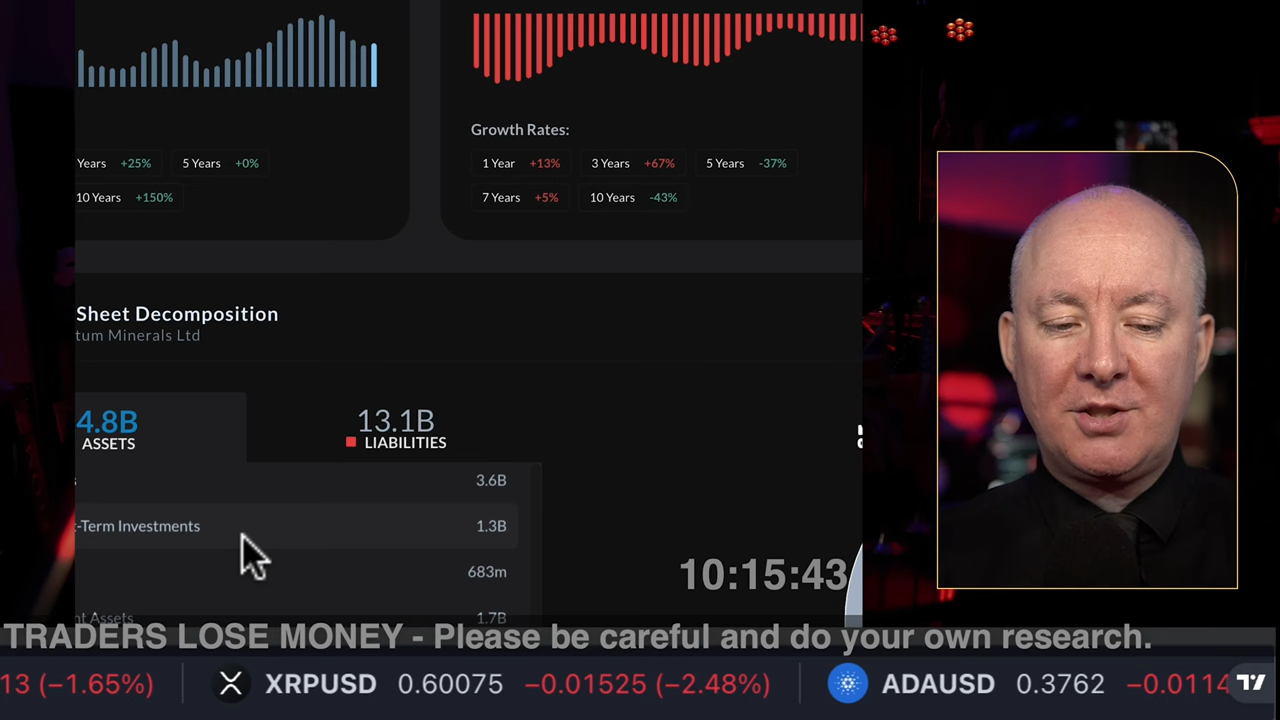 Growth Rates:
Years +25% 5 Years +0%
1 Year +13% 3 Years +67% 5 Years -37%
10 Years +150%
7 Years +5% 10 Years -43%
Sheet Decomposition
tum Minerals Ltd
4.8B
ASSETS
13.1B
LIABILITIES
3.6B
-Term Investments 1.3B
683m
nt Assets 1.7B
10:15:43
TRADERS LOSE MONEY - Please be careful and do your own research.
13 (−1.65%) XRPUSD 0.60075 −0.01525 (−2.48%) ADAUSD 0.3762 −0.0114